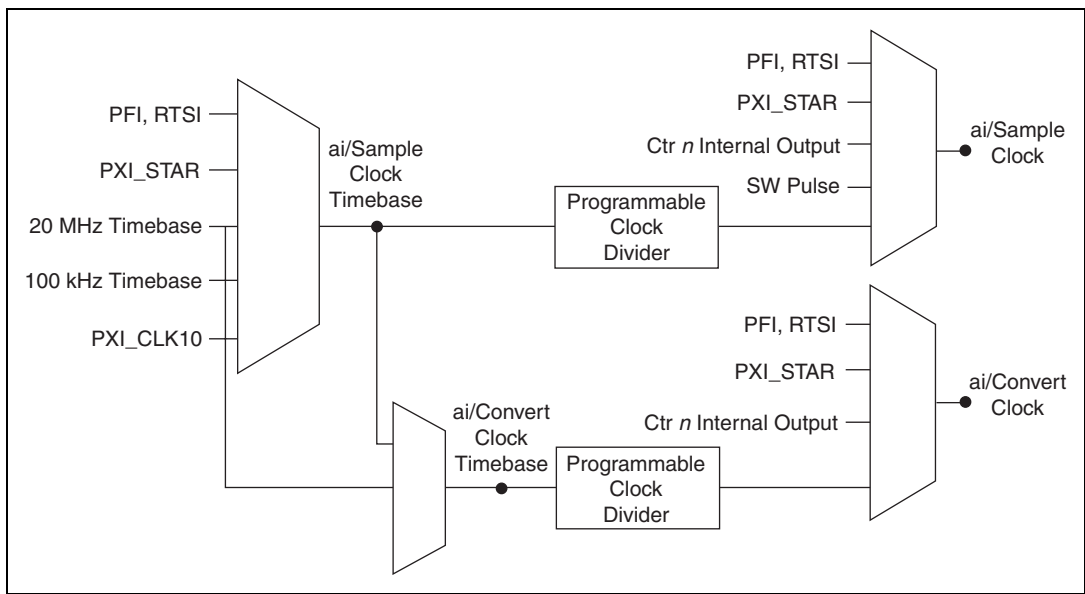 PFI, RTSI
PXI_STAR
20 MHz Timebase
100 kHz Timebase
PXI_CLK10
ai/Sample
Clock
Timebase
Programmable
Clock
Divider
PFI, RTSI
PXI_STAR
Ctr n Internal Output
SW Pulse
ai/Sample
Clock
ai/Convert
Clock
Timebase
Programmable
Clock
Divider
PFI, RTSI
PXI_STAR
Ctr n Internal Output
ai/Convert
Clock